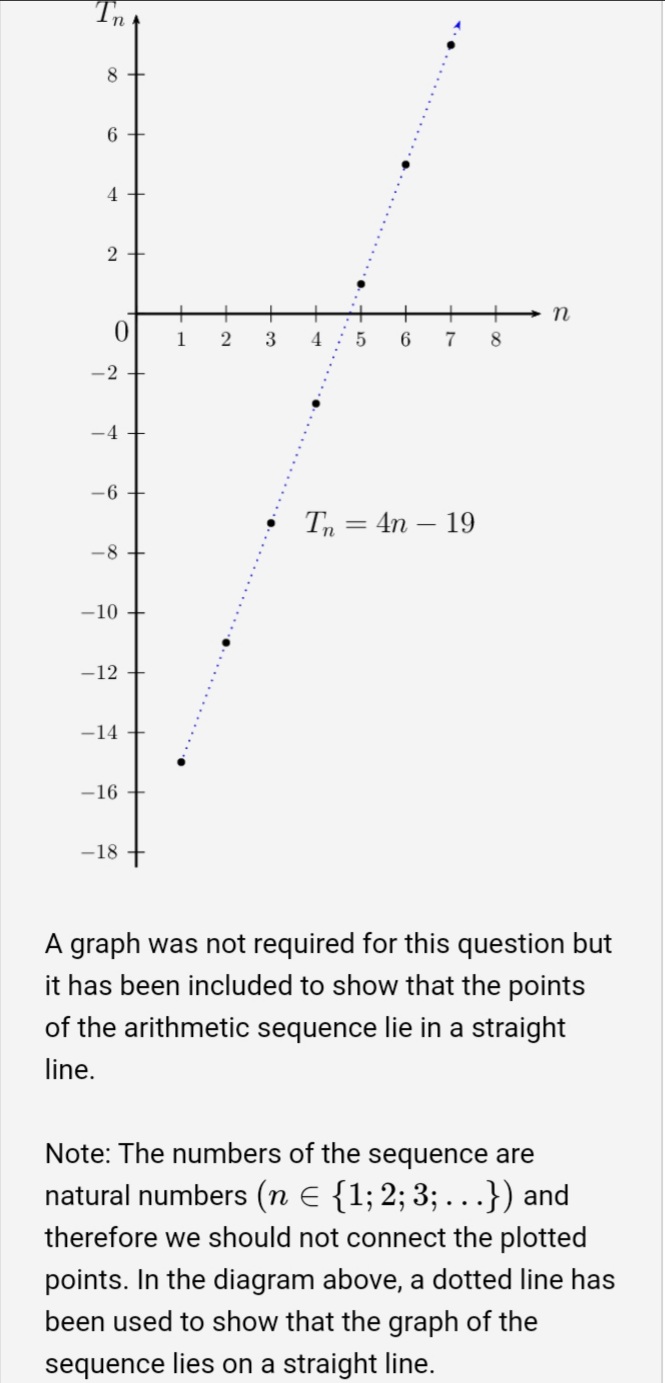 Tₙ
8
6
4
2
0
1 2 3 4 5 6 7 8 n
−2
−4
−6
Tₙ = 4n − 19
−8
−10
−12
−14
−16
−18
A graph was not required for this question but
it has been included to show that the points
of the arithmetic sequence lie in a straight
line.
Note: The numbers of the sequence are
natural numbers (n ∈ {1; 2; 3; . . .}) and
therefore we should not connect the plotted
points. In the diagram above, a dotted line has
been used to show that the graph of the
sequence lies on a straight line.